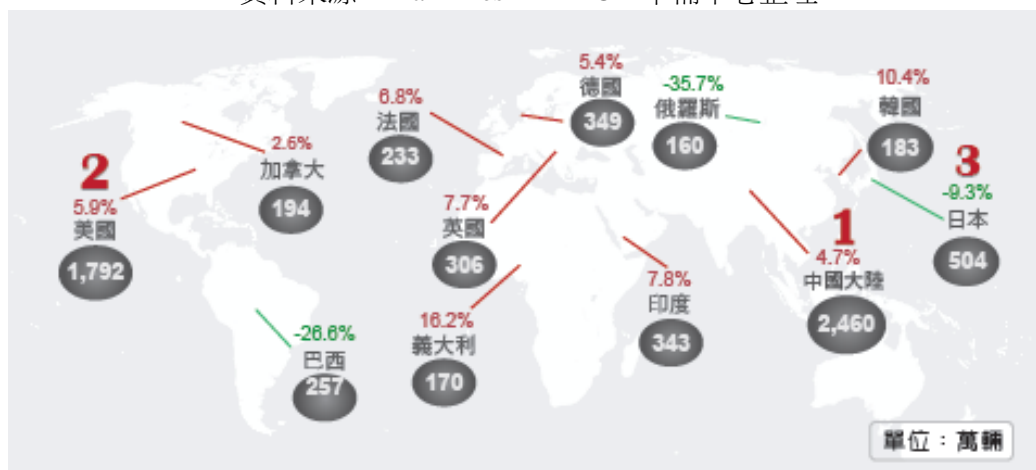 5.4%
德國
349
-35.7%
俄羅斯
160
10.4%
韓國
183
6.8%
法國
233
2.6%
加拿大
194
2
5.9%
美國
1,792
3
-9.3%
日本
504
7.7%
英國
306
1
4.7%
中國大陸
2,460
7.8%
印度
343
16.2%
義大利
170
-26.6%
巴西
257
單位：萬輛